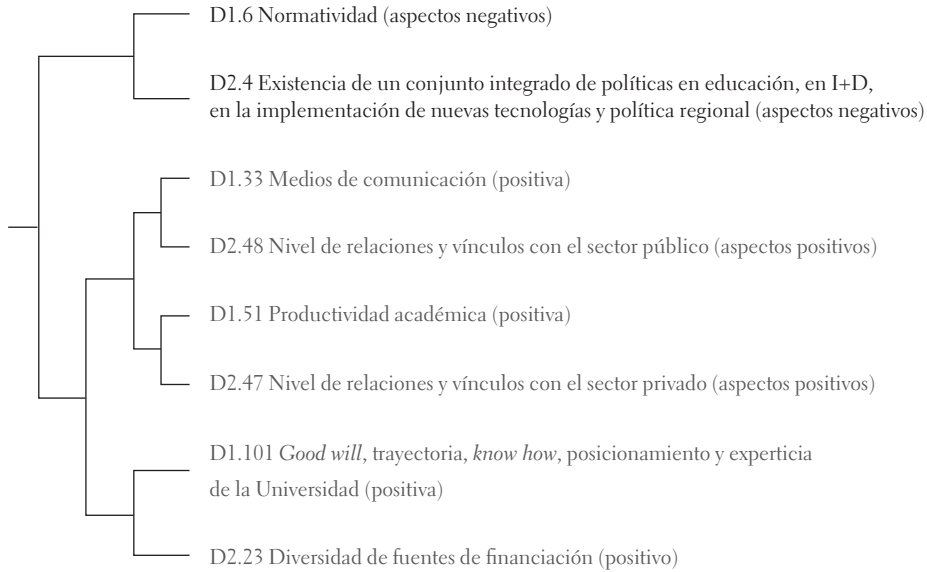 D1.6 Normatividad (aspectos negativos)
D2.4 Existencia de un conjunto integrado de políticas en educación, en I+D,
en la implementación de nuevas tecnologías y política regional (aspectos negativos)
D1.33 Medios de comunicación (positiva)
D2.48 Nivel de relaciones y vínculos con el sector público (aspectos positivos)
D1.51 Productividad académica (positiva)
D2.47 Nivel de relaciones y vínculos con el sector privado (aspectos positivos)
D1.101 Good will, trayectoria, know how, posicionamiento y experticia
de la Universidad (positiva)
D2.23 Diversidad de fuentes de financiación (positivo)